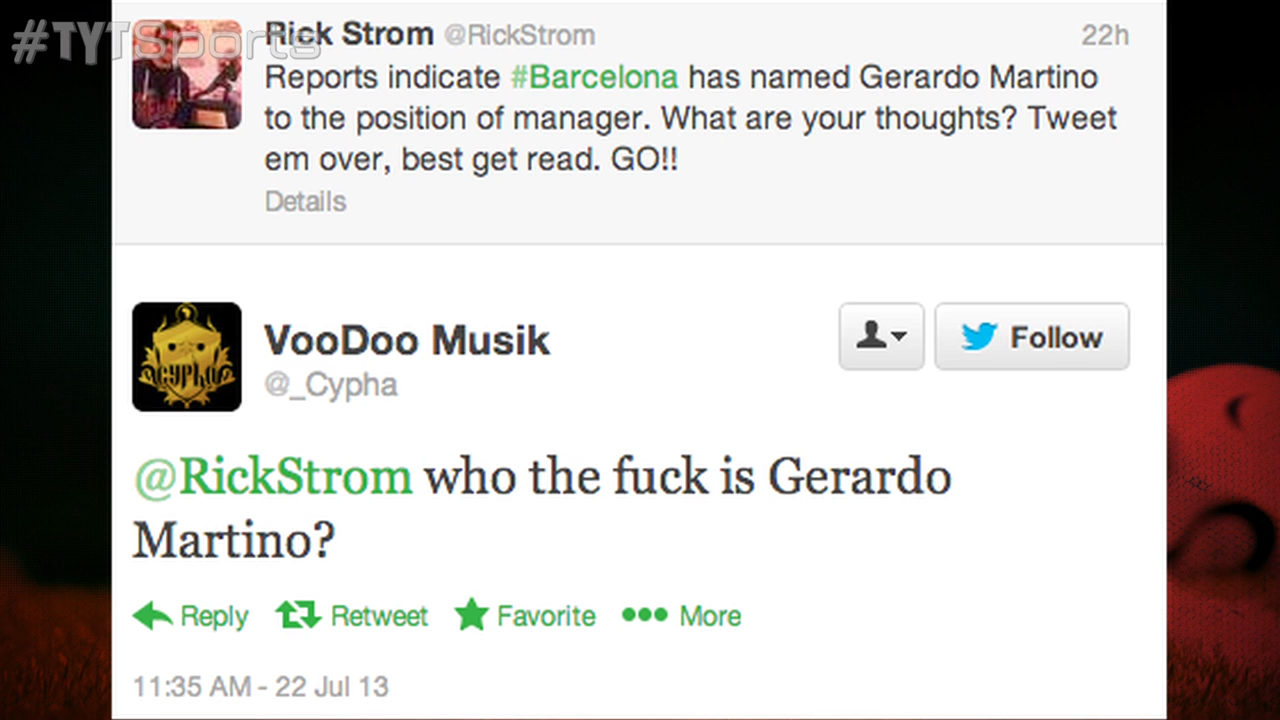 #TYTSports
Rick Strom @RickStrom 22h
Reports indicate #Barcelona has named Gerardo Martino
to the position of manager. What are your thoughts? Tweet
em over, best get read. GO!!
Details
CYPHA
VooDoo Musik
Follow
@_Cypha
@RickStrom who the fuck is Gerardo
Martino?
Reply Retweet Favorite More
11:35 AM - 22 Jul 13